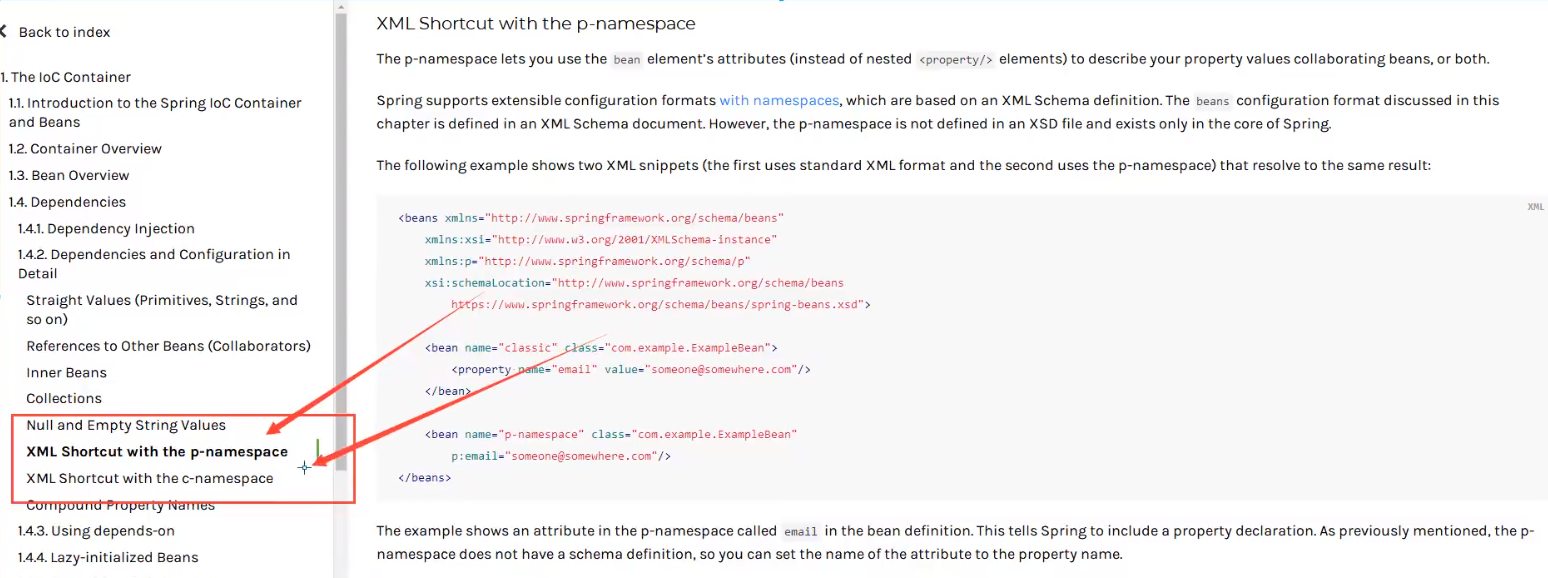 Back to index
1. The IoC Container
1.1. Introduction to the Spring IoC Container
and Beans
1.2. Container Overview
1.3. Bean Overview
1.4. Dependencies
1.4.1. Dependency Injection
1.4.2. Dependencies and Configuration in
Detail
Straight Values (Primitives, Strings, and
so on)
References to Other Beans (Collaborators)
Inner Beans
Collections
Null and Empty String Values
XML Shortcut with the p-namespace
XML Shortcut with the c-namespace
Compound Property Names
1.4.3. Using depends-on
1.4.4. Lazy-initialized Beans
XML Shortcut with the p-namespace
The p-namespace lets you use the bean element's attributes (instead of nested <property/> elements) to describe your property values collaborating beans, or both.
Spring supports extensible configuration formats with namespaces, which are based on an XML Schema definition. The beans configuration format discussed in this
chapter is defined in an XML Schema document. However, the p-namespace is not defined in an XSD file and exists only in the core of Spring.
The following example shows two XML snippets (the first uses standard XML format and the second uses the p-namespace) that resolve to the same result:
XML
<beans xmlns="http://www.springframework.org/schema/beans"
xmlns:xsi="http://www.w3.org/2001/XMLSchema-instance"
xmlns:p="http://www.springframework.org/schema/p"
xsi:schemaLocation="http://www.springframework.org/schema/beans
https://www.springframework.org/schema/beans/spring-beans.xsd">
<bean name="classic" class="com.example.ExampleBean">
<property name="email" value="someone@somewhere.com"/>
</bean>
<bean name="p-namespace" class="com.example.ExampleBean"
p:email="someone@somewhere.com"/>
</beans>
The example shows an attribute in the p-namespace called email in the bean definition. This tells Spring to include a property declaration. As previously mentioned, the p-
namespace does not have a schema definition, so you can set the name of the attribute to the property name.